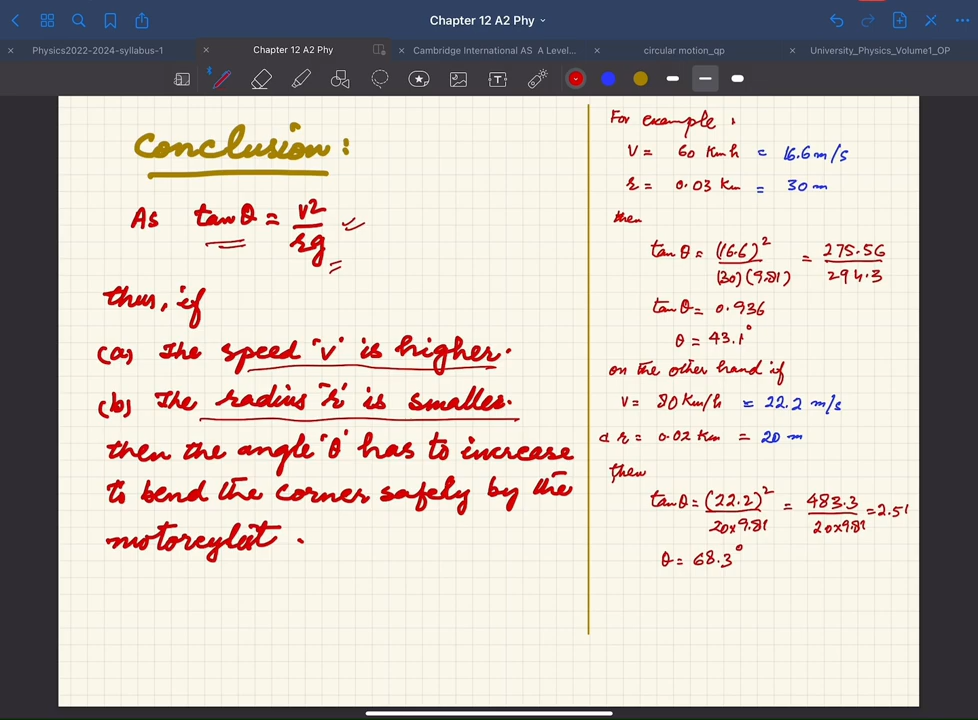 Chapter 12 A2 Phy
Physics2022-2024-syllabus-1
Chapter 12 A2 Phy
Cambridge International AS A Level...
circular motion_qp
University_Physics_Volume1_OP
Conclusion:
As tanθ = v²/rg
thus, if
(a) The speed 'v' is higher.
(b) The radius 'r' is smaller.
then the angle 'θ' has to increase
to bend the corner safely by the
motorcylist.
For example:
V = 60 Km h = 16.6 m/s
r = 0.03 Km = 30 m
then
tanθ = (16.6)²/(30)(9.81) = 275.56/294.3
tanθ = 0.936
θ = 43.1°
on the other hand if
V = 80 Km/h = 22.2 m/s
d r = 0.02 Km = 20 m
then
tanθ = (22.2)²/20×9.81 = 483.3/20×9.81 = 2.51
θ = 68.3°